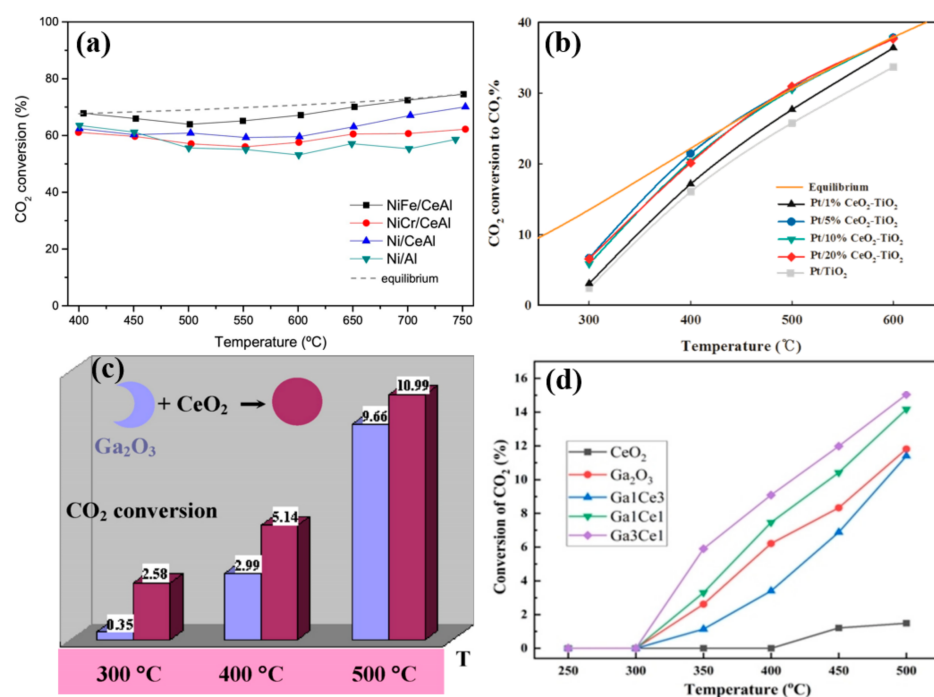 (a)
100
80
60
40
20
0
CO₂ conversion (%)
NiFe/CeAl
NiCr/CeAl
Ni/CeAl
Ni/Al
equilibrium
400 450 500 550 600 650 700 750
Temperature (ºC)
(b)
40
30
20
10
0
CO₂ conversion to CO,%
Equilibrium
Pt/1% CeO₂-TiO₂
Pt/5% CeO₂-TiO₂
Pt/10% CeO₂-TiO₂
Pt/20% CeO₂-TiO₂
Pt/TiO₂
300 400 500 600
Temperature (℃)
(c)
+ CeO₂
Ga₂O₃
CO₂ conversion
0.35
2.58
2.99
5.14
9.66
10.99
T
300 °C 400 °C 500 °C
(d)
16
14
12
10
8
6
4
2
0
Conversion of CO₂ (%)
CeO₂
Ga₂O₃
Ga1Ce3
Ga1Ce1
Ga3Ce1
250 300 350 400 450 500
Temperature (ºC)